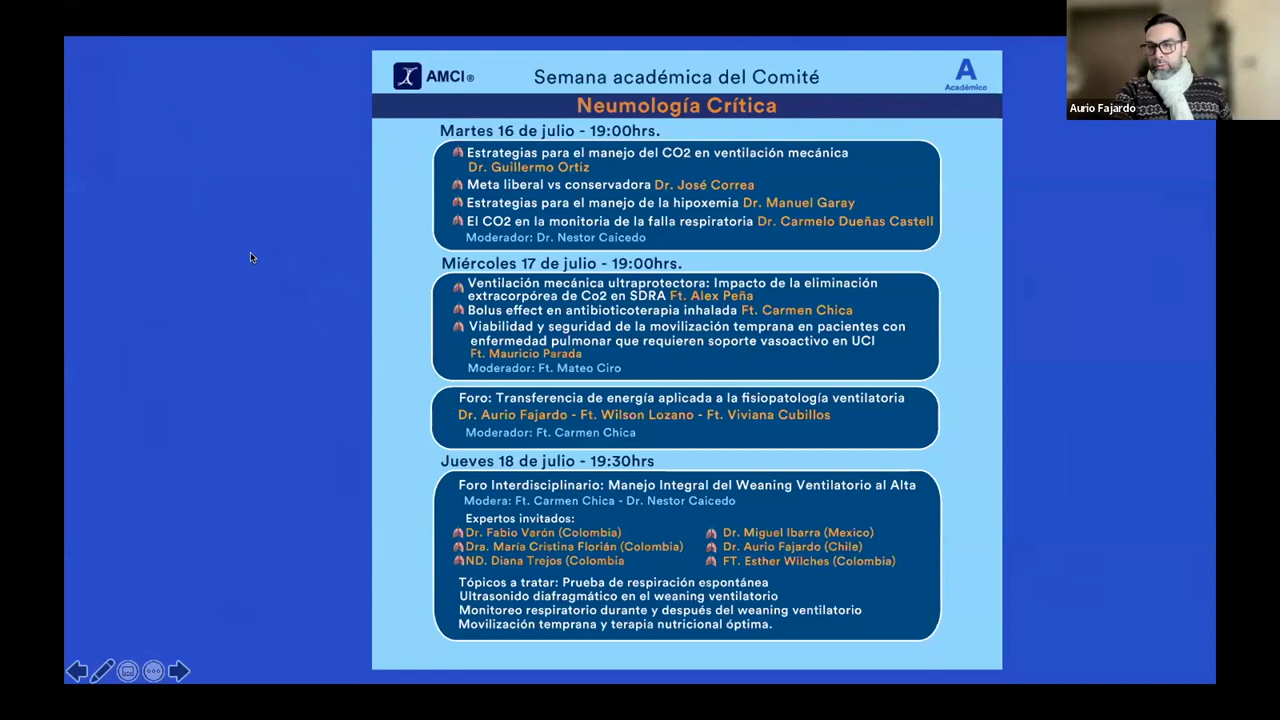 AMCI®
Semana académica del Comité
A
Académico
Neumología Crítica
Aurio Fajardo
Martes 16 de julio - 19:00hrs.
Estrategias para el manejo del CO2 en ventilación mecánica
Dr. Guillermo Ortiz
Meta liberal vs conservadora Dr. José Correa
Estrategias para el manejo de la hipoxemia Dr. Manuel Garay
El CO2 en la monitoria de la falla respiratoria Dr. Carmelo Dueñas Castell
Moderador: Dr. Nestor Caicedo
Miércoles 17 de julio - 19:00hrs.
Ventilación mecánica ultraprotectora: Impacto de la eliminación
extracorpórea de Co2 en SDRA Ft. Alex Peña
Bolus effect en antibioticoterapia inhalada Ft. Carmen Chica
Viabilidad y seguridad de la movilización temprana en pacientes con
enfermedad pulmonar que requieren soporte vasoactivo en UCI
Ft. Mauricio Parada
Moderador: Ft. Mateo Ciro
Foro: Transferencia de energía aplicada a la fisiopatología ventilatoria
Dr. Aurio Fajardo - Ft. Wilson Lozano - Ft. Viviana Cubillos
Moderador: Ft. Carmen Chica
Jueves 18 de julio - 19:30hrs
Foro Interdisciplinario: Manejo Integral del Weaning Ventilatorio al Alta
Modera: Ft. Carmen Chica - Dr. Nestor Caicedo
Expertos invitados:
Dr. Fabio Varón (Colombia)
Dra. María Cristina Florián (Colombia)
ND. Diana Trejos (Colombia
Dr. Miguel Ibarra (Mexico)
Dr. Aurio Fajardo (Chile)
FT. Esther Wilches (Colombia)
Tópicos a tratar: Prueba de respiración espontánea
Ultrasonido diafragmático en el weaning ventilatorio
Monitoreo respiratorio durante y después del weaning ventilatorio
Movilización temprana y terapia nutricional óptima.